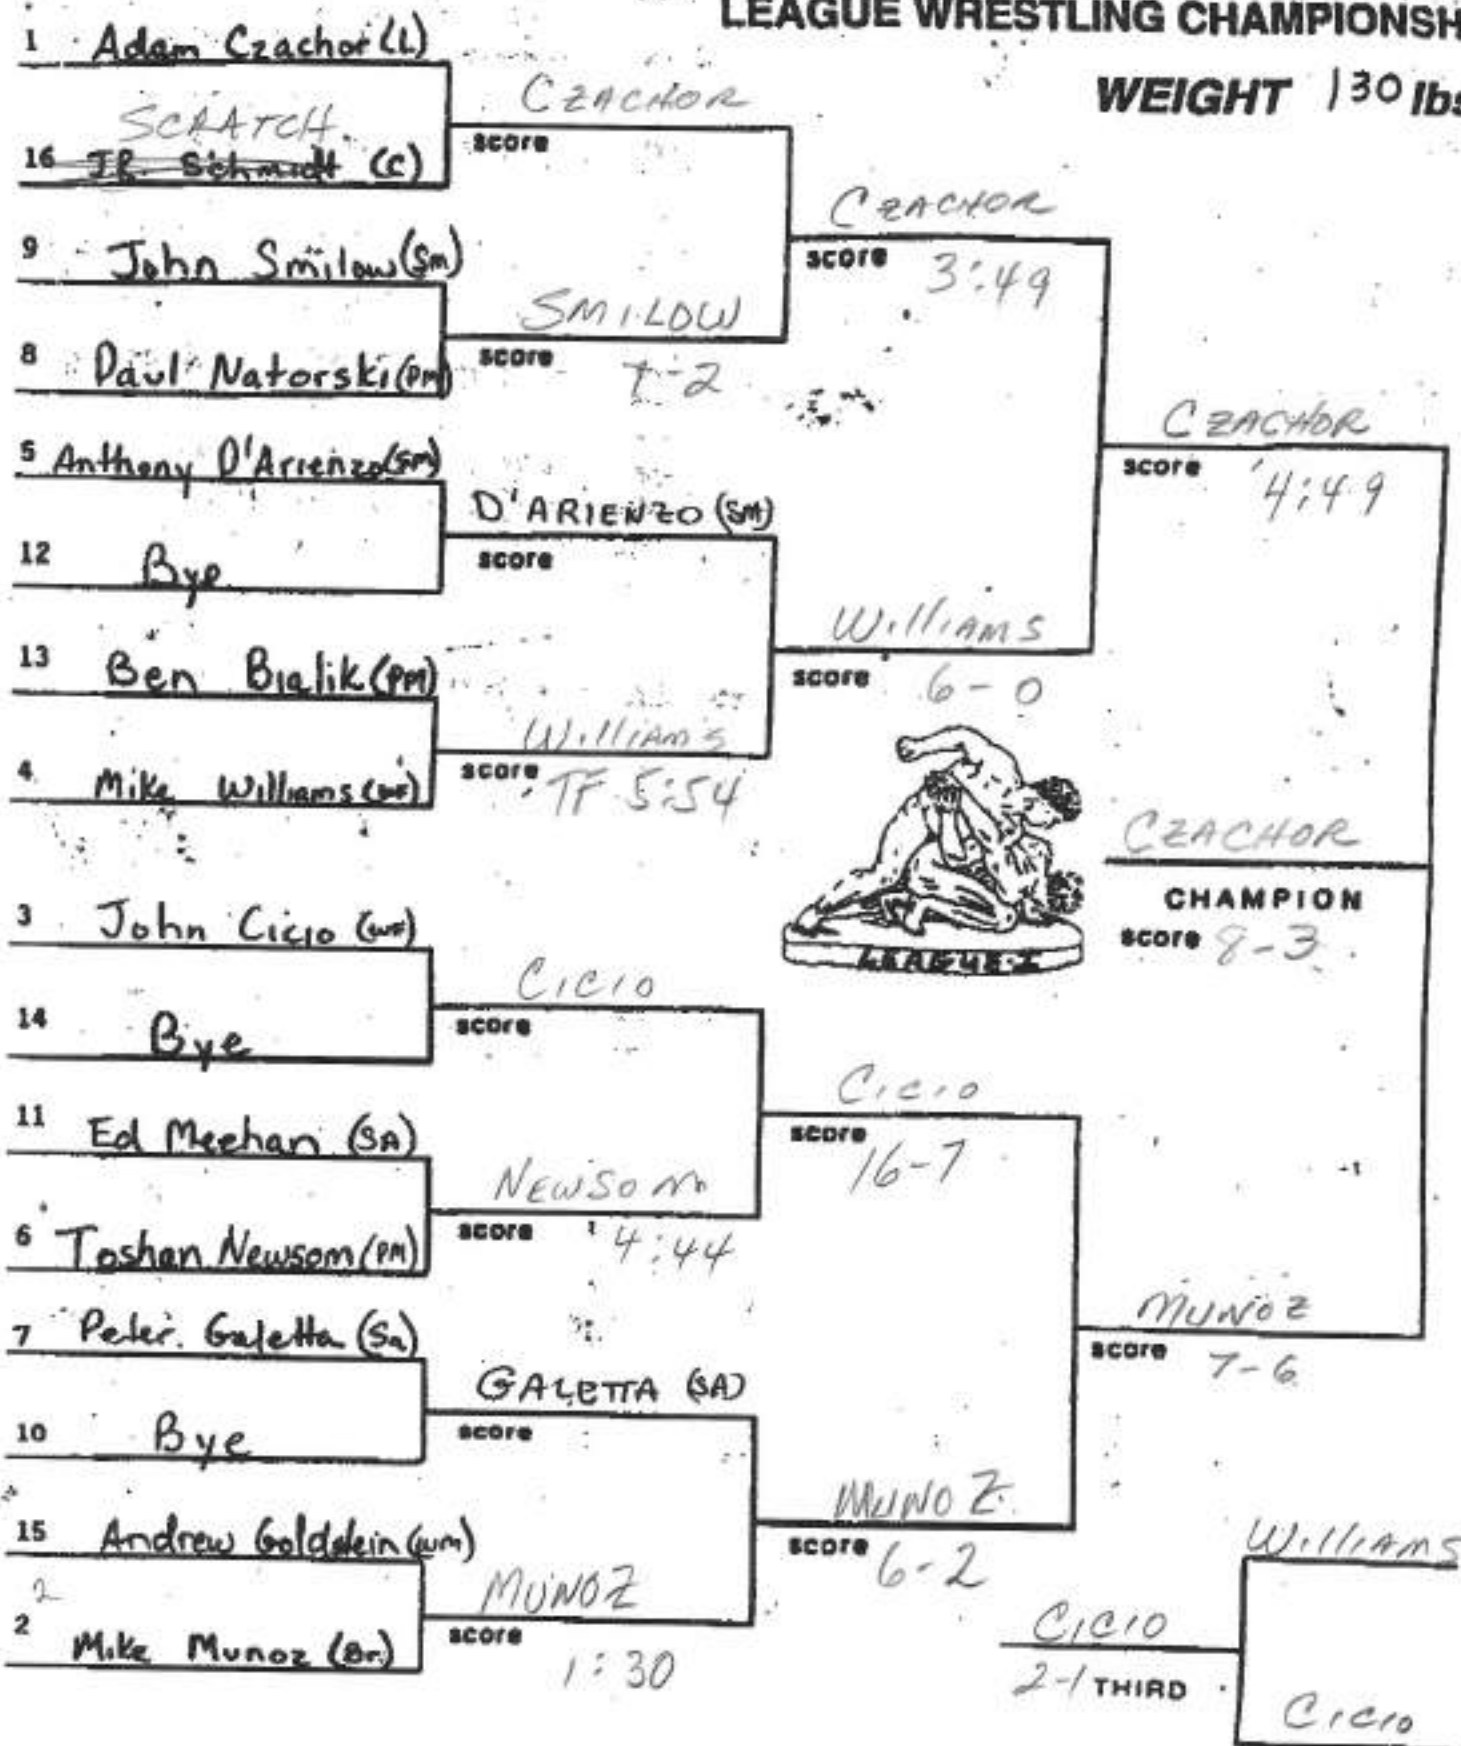 LEAGUE WRESTLING CHAMPIONSH
WEIGHT 130 lbs
1 Adam Czachor (L)
CZACHOR
score
SCRATCH
16 JR. Schmidt (C)
CZACHOR
score 3:49
9 John Smilow (Sm)
SMILOW
score
8 Paul Natorski (PM)
CZACHOR
score 4:49
5 Anthony D'Arienzo (SM)
D'ARIENZO (SM)
score
12 Bye
Williams
score 6-0
13 Ben Bialik (PM)
Williams
score TF 5:54
4 Mike Williams
CZACHOR
CHAMPION
score 8-3
LEAGUE-I
3 John Cicio
Cicio
score
14 Bye
Cicio
score 16-7
11 Ed Meehan (SA)
NEWSOM
score 4:44
6 Toshan Newsom (PM)
MUNOZ
score 7-6
7 Peter Galetta (Sa)
GALETTA (SA)
score
10 Bye
MUNOZ
score 6-2
15 Andrew Goldstein (WM)
MUNOZ
score 1:30
2
2 Mike Munoz (Br.)
Williams
Cicio
2-1 THIRD
Cicio